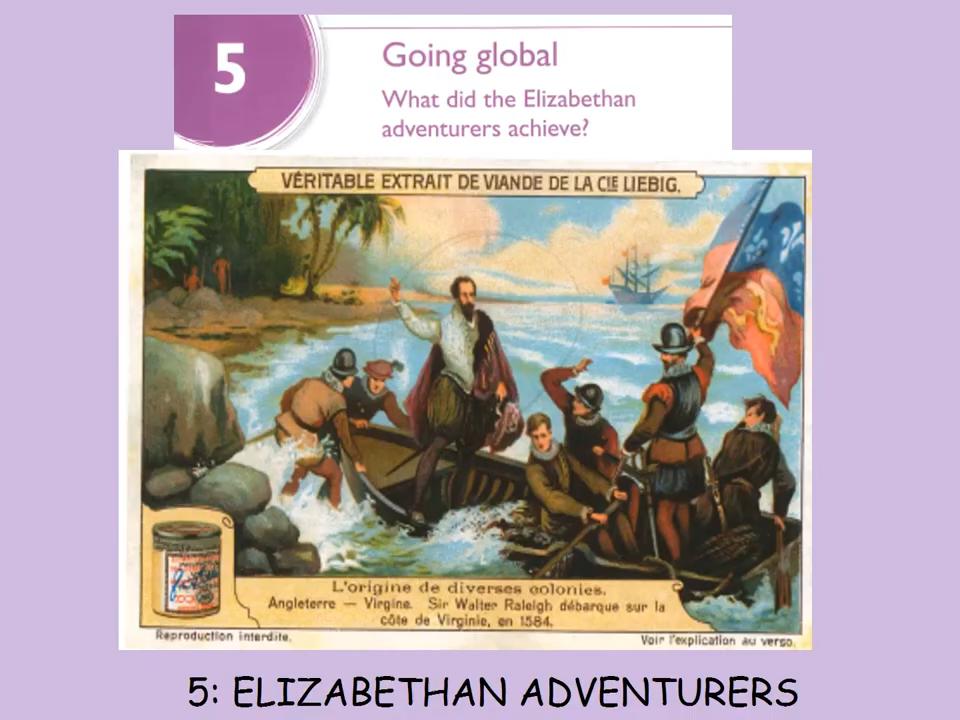 5
Going global
What did the Elizabethan
adventurers achieve?
VÉRITABLE EXTRAIT DE VIANDE DE LA CIE LIEBIG.
L'origine de diverses colonies.
Angleterre — Virginie. Sir Walter Raleigh débarque sur la
côte de Virginie, en 1584.
Reproduction interdite.
Voir l'explication au verso.
5: ELIZABETHAN ADVENTURERS